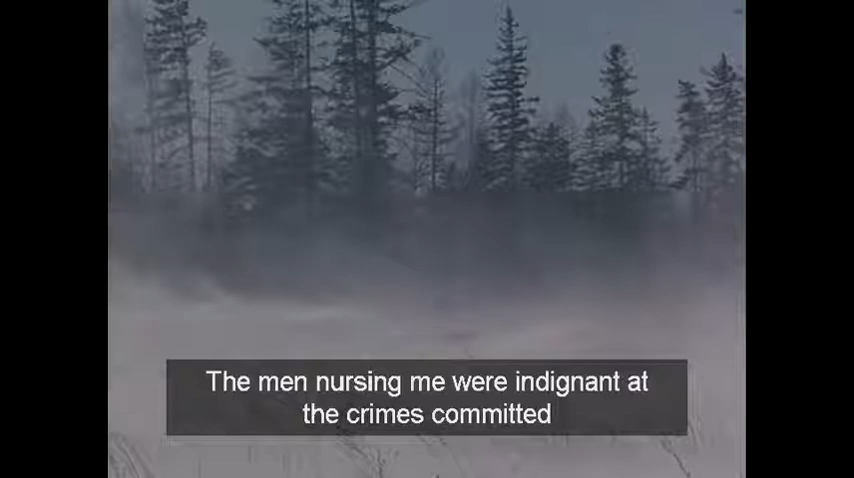 The men nursing me were indignant at
the crimes committed